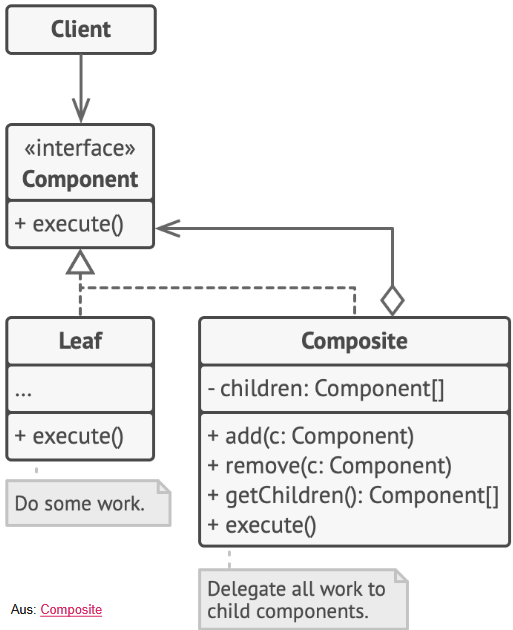 Client
«interface»
Component
+ execute()
Leaf
...
+ execute()
Do some work.
Composite
- children: Component[]
+ add(c: Component)
+ remove(c: Component)
+ getChildren(): Component[]
+ execute()
Delegate all work to
child components.
Aus: Composite